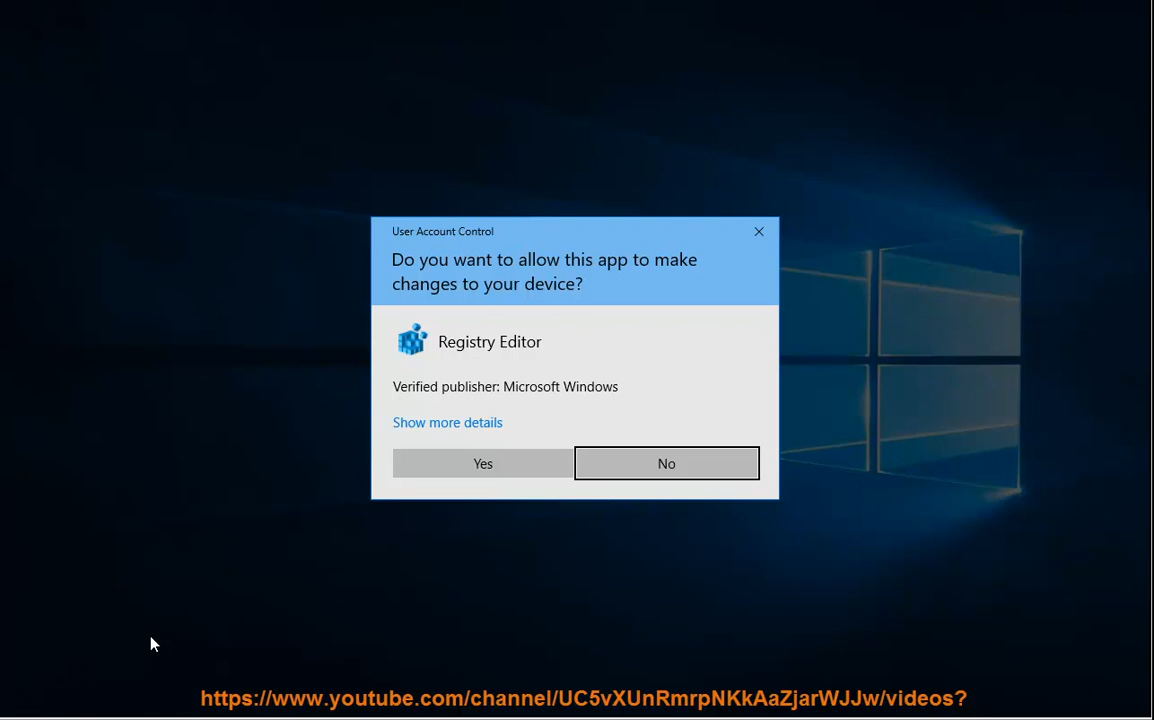 User Account Control
Do you want to allow this app to make
changes to your device?
Registry Editor
Verified publisher: Microsoft Windows
Show more details
Yes No
https://www.youtube.com/channel/UC5vXUnRmrpNKkAaZjarWJJw/videos?